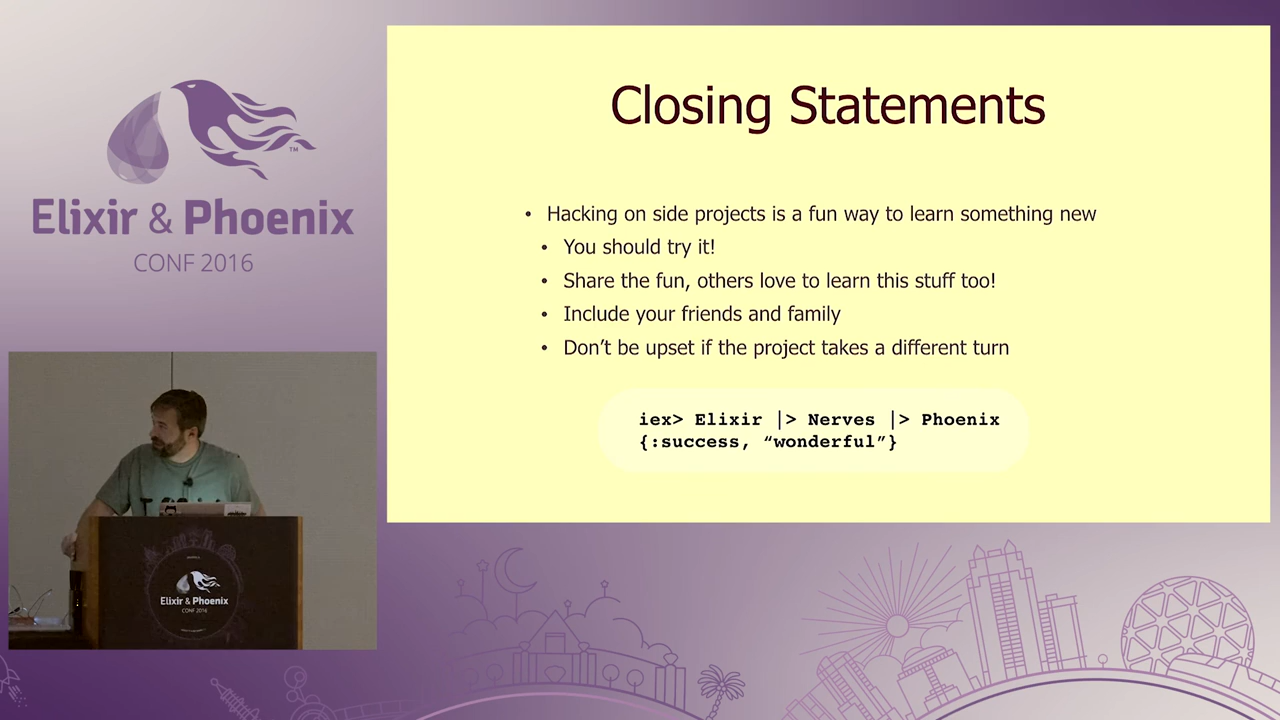 Elixir & Phoenix
TM
CONF 2016
Closing Statements
• Hacking on side projects is a fun way to learn something new
• You should try it!
• Share the fun, others love to learn this stuff too!
• Include your friends and family
• Don’t be upset if the project takes a different turn
iex> Elixir |> Nerves |> Phoenix
{:success, “wonderful”}
Elixir & Phoenix
CONF 2016